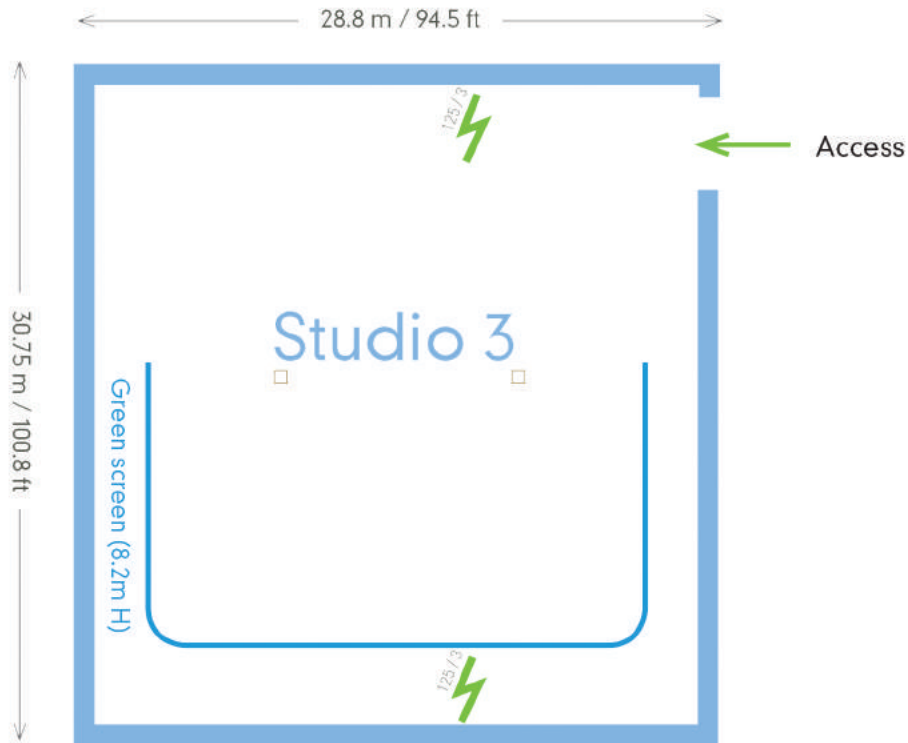 28.8 m / 94.5 ft
125/3
Access
30.75 m / 100.8 ft
Studio 3
Green screen (8.2m H)
125/3